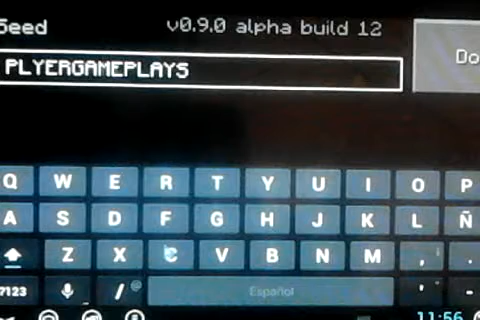 Seed v0.9.0 alpha build 12
Do
PLYERGAMEPLAYS
Q W E R T Y U I O P
A S D F G H J K L Ñ
Z X C V B N M , .
?123 / @ Español ' -
11:56